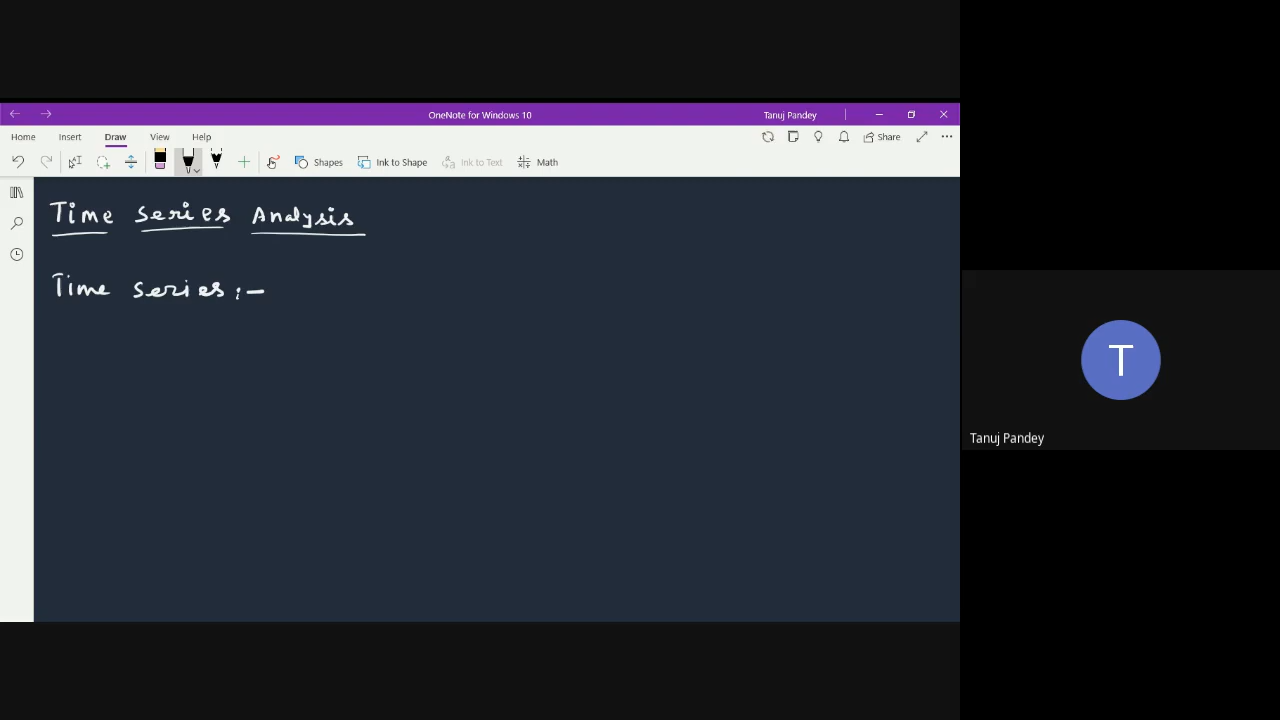 OneNote for Windows 10
Tanuj Pandey
Home Insert Draw View Help
Share
Shapes Ink to Shape Ink to Text Math
Time Series Analysis
Time Series :-
T
Tanuj Pandey